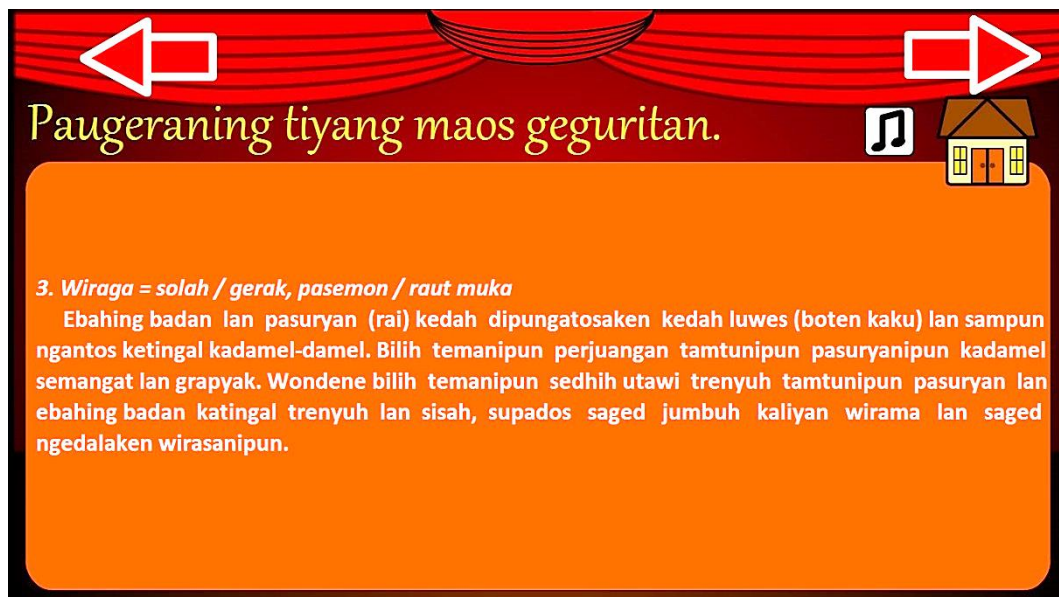 Paugeraning tiyang maos geguritan.
3. Wiraga = solah / gerak, pasemon / raut muka
Ebahing badan lan pasuryan (rai) kedah dipungatosaken kedah luwes (boten kaku) lan sampun
ngantos ketingal kadamel-damel. Bilih temanipun perjuangan tamtunipun pasuryanipun kadamel
semangat lan grapyak. Wondene bilih temanipun sedhih utawi trenyuh tamtunipun pasuryan lan
ebahing badan katingal trenyuh lan sisah, supados saged jumbuh kaliyan wirama lan saged
ngedalaken wirasanipun.